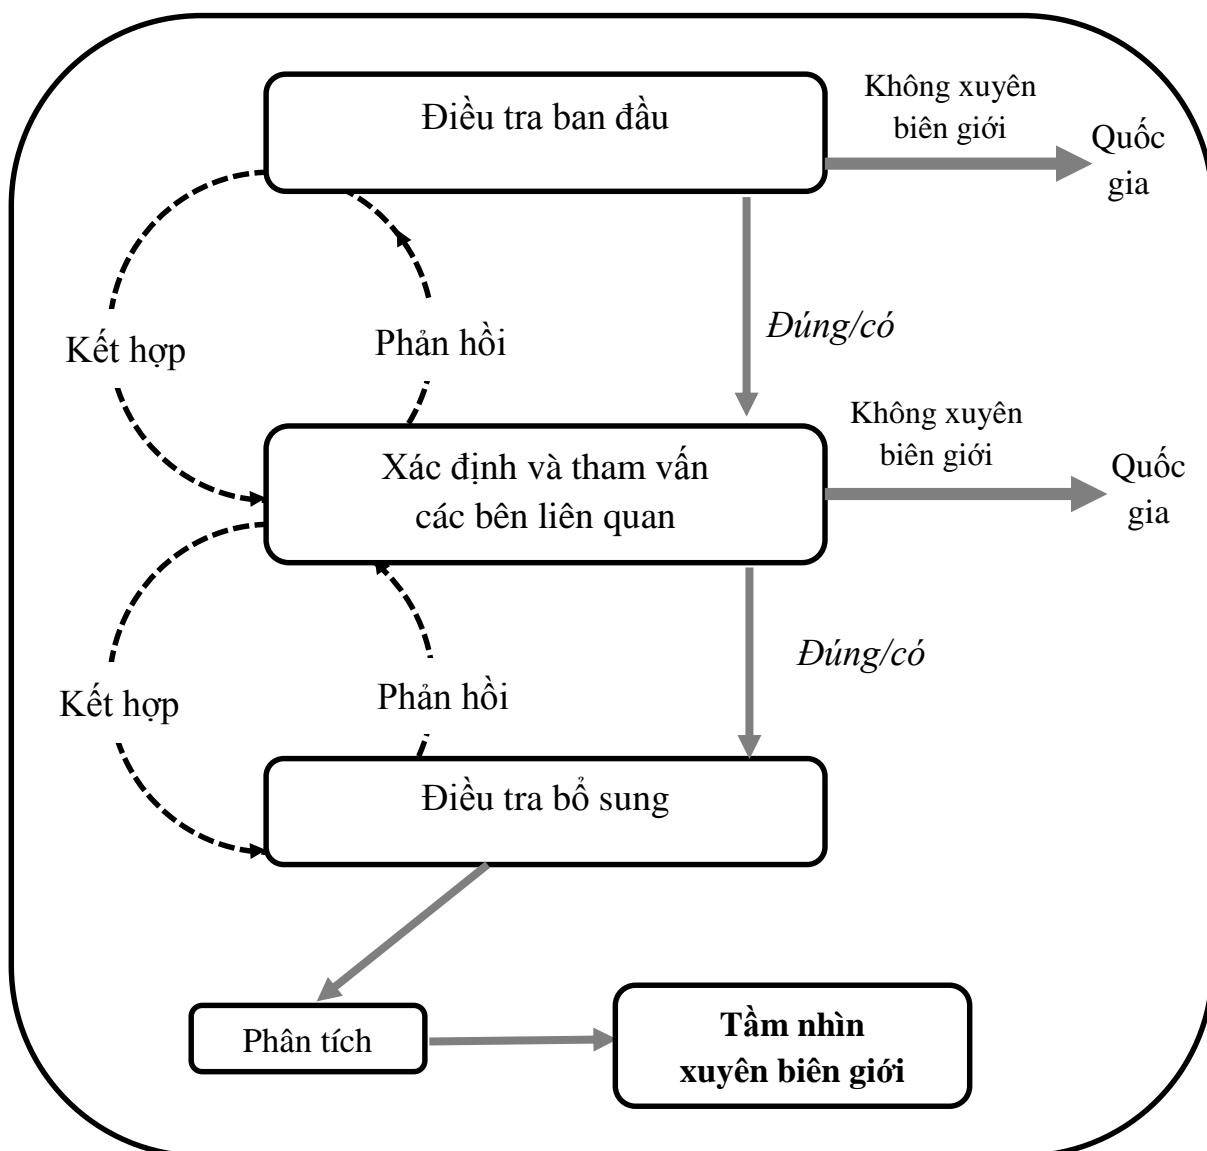 Điều tra ban đầu
Không xuyên
biên giới
Quốc
gia
Kết hợp
Phản hồi
Đúng/có
Xác định và tham vấn
các bên liên quan
Không xuyên
biên giới
Quốc
gia
Kết hợp
Phản hồi
Đúng/có
Điều tra bổ sung
Phân tích
Tầm nhìn
xuyên biên giới